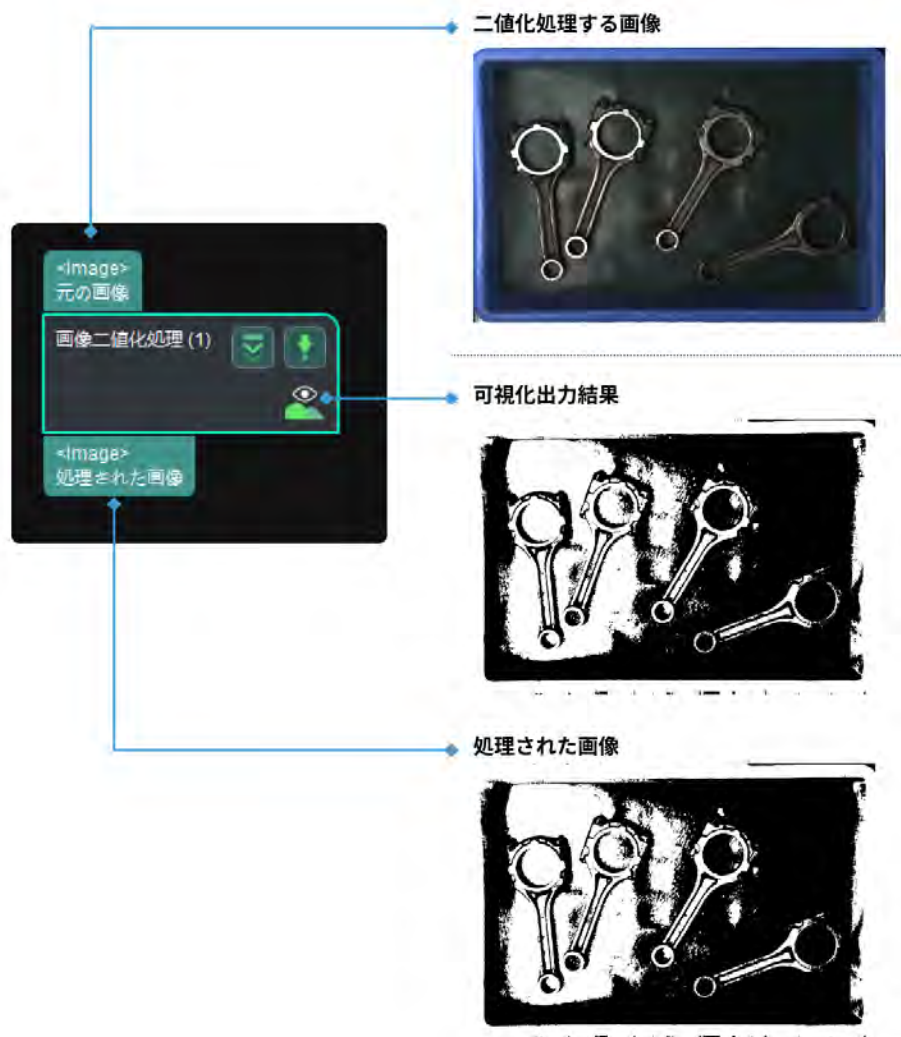 二値化処理する画像
<Image>
元の画像
画像二値化処理 (1)
可視化出力結果
<Image>
処理された画像
処理された画像